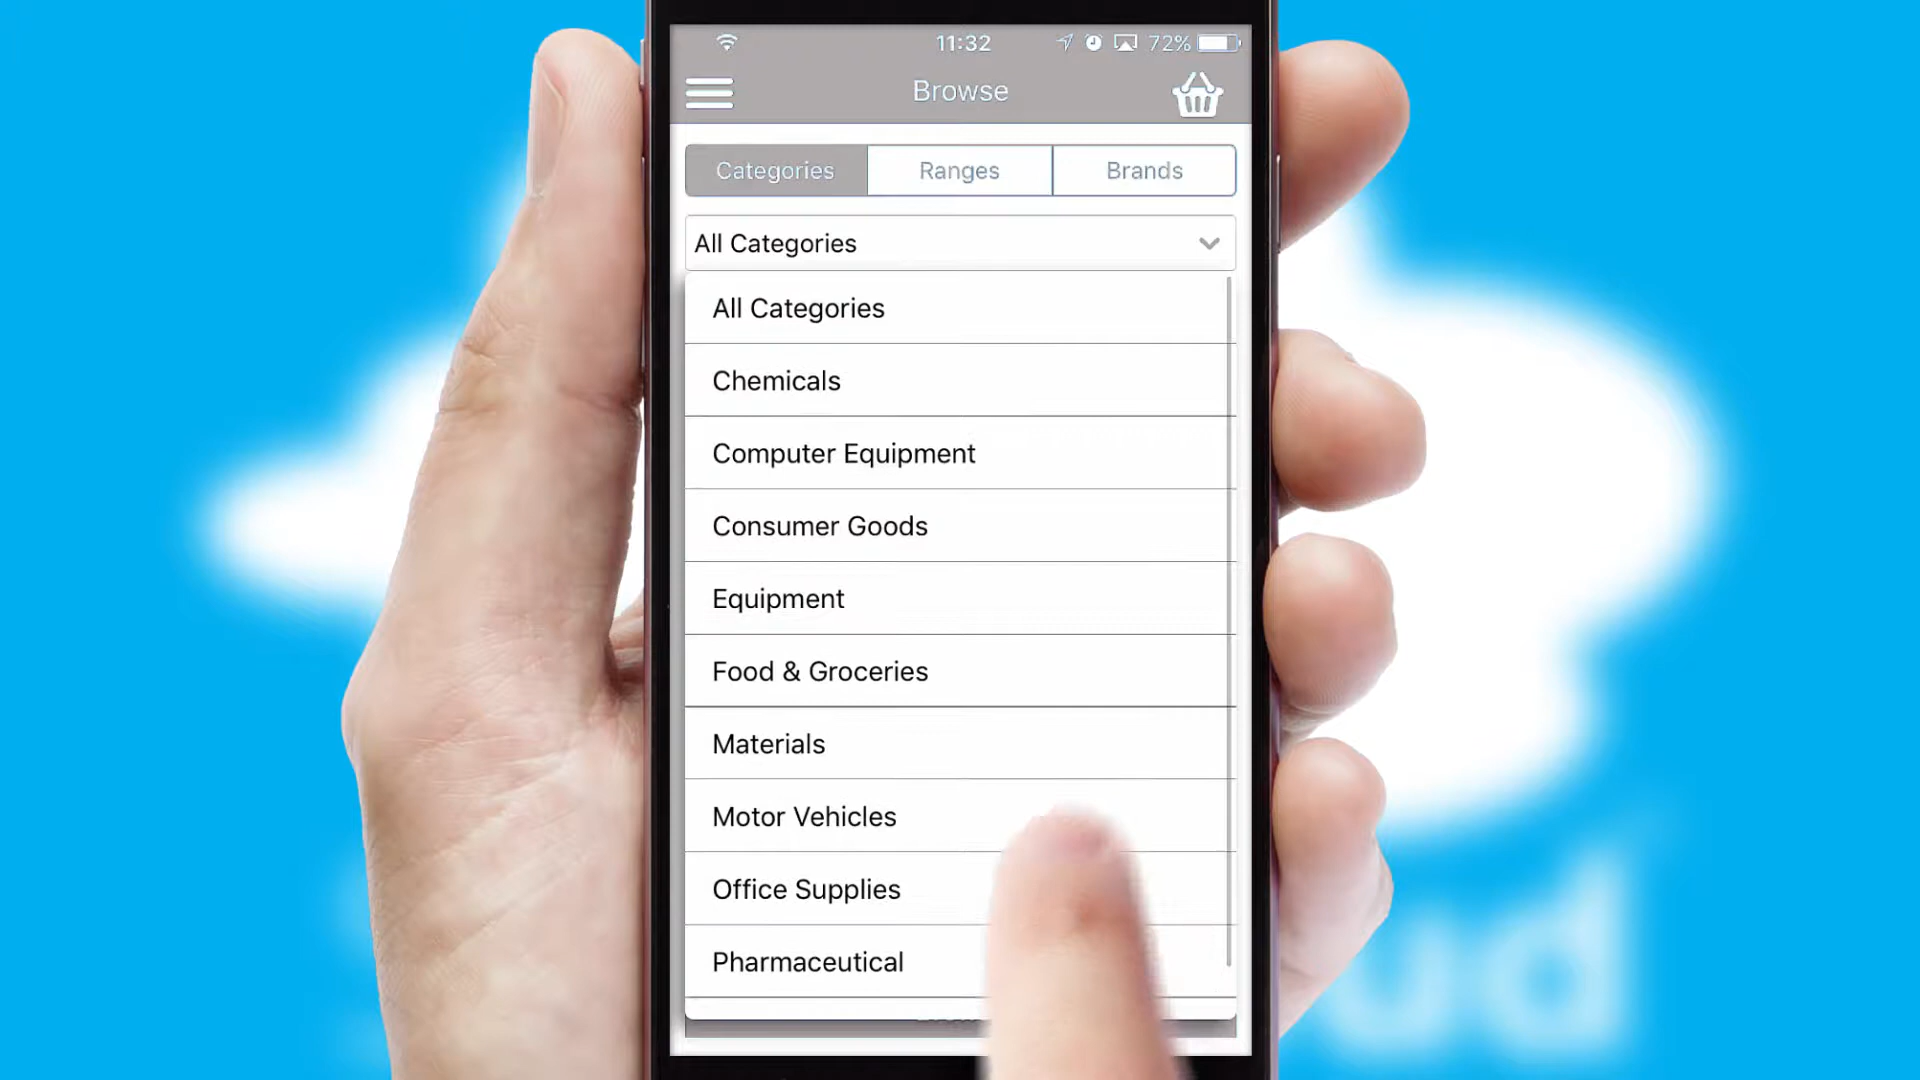 11:32
72%
Browse
Categories
Ranges
Brands
All Categories
All Categories
Chemicals
Computer Equipment
Consumer Goods
Equipment
Food & Groceries
Materials
Motor Vehicles
Office Supplies
Pharmaceutical